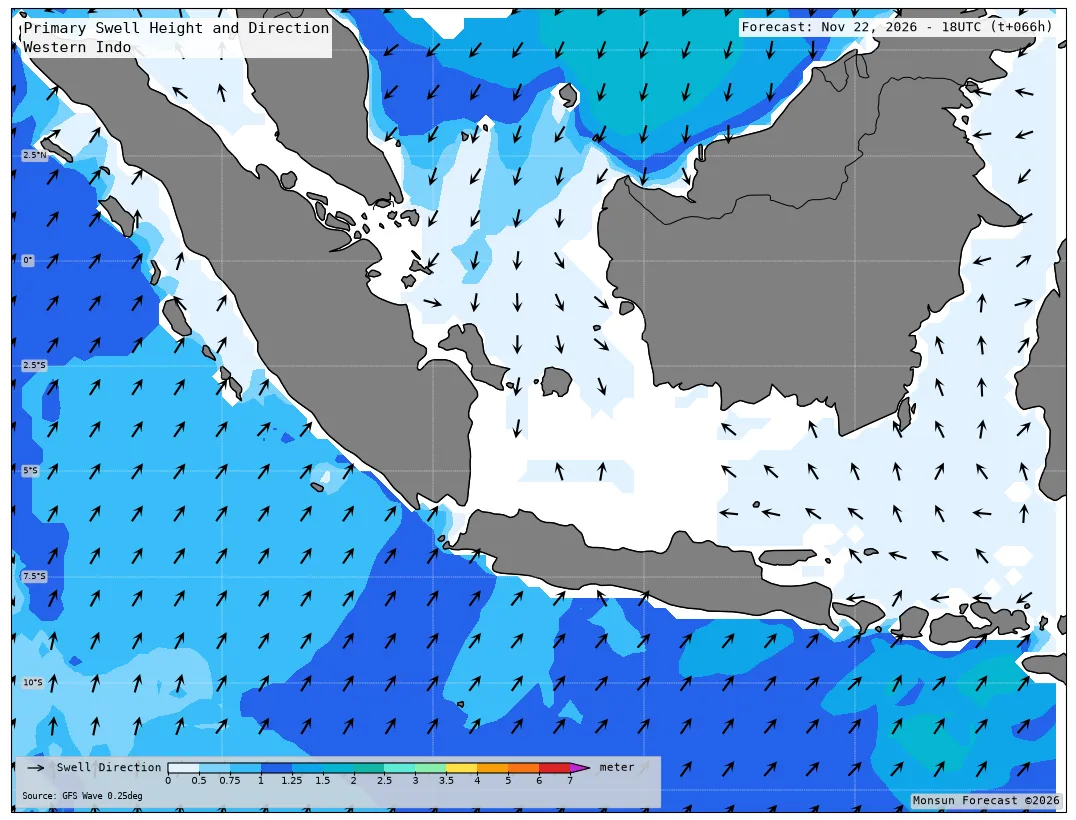 Primary Swell Height and Direction
Western Indo
Forecast: Nov 22, 2026 - 18UTC (t+066h)
2.5°N
0°
2.5°S
5°S
7.5°S
10°S
Swell Direction
0 0.5 0.75 1 1.25 1.5 2 2.5 3 3.5 4 5 6 7
meter
Source: GFS Wave 0.25deg
Monsun Forecast ©2026